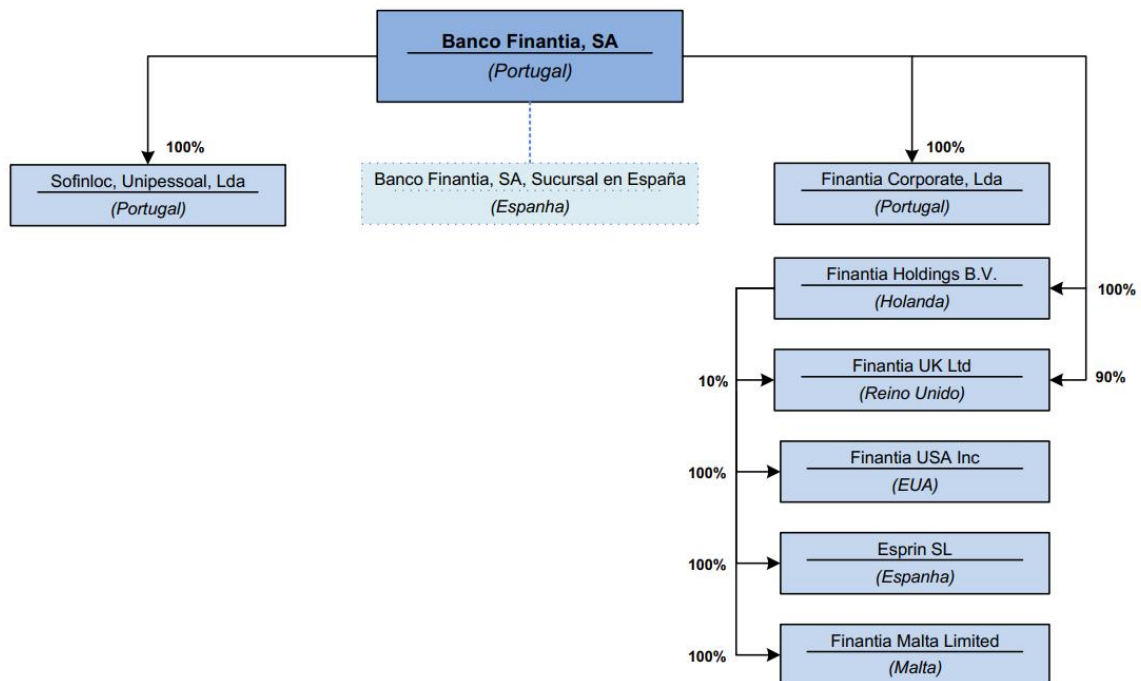 Banco Finantia, SA
(Portugal)
100%
100%
Sofinloc, Unipessoal, Lda
(Portugal)
Banco Finantia, SA, Sucursal en España
(Espanha)
Finantia Corporate, Lda
(Portugal)
Finantia Holdings B.V.
(Holanda)
100%
Finantia UK Ltd
(Reino Unido)
10%
90%
Finantia USA Inc
(EUA)
100%
Esprin SL
(Espanha)
100%
Finantia Malta Limited
(Malta)
100%